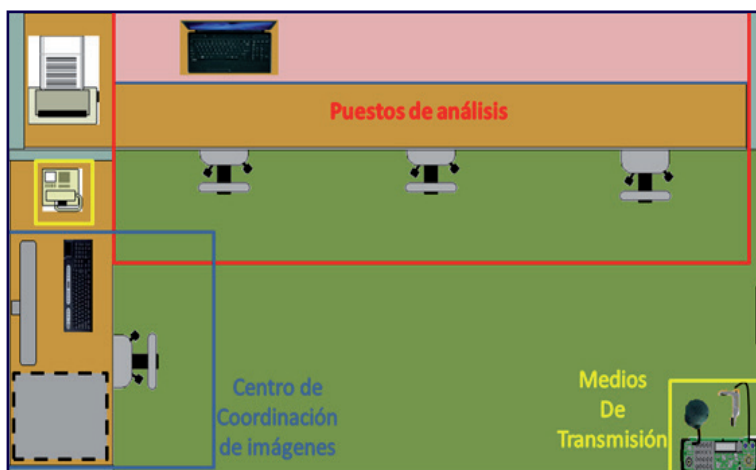 Puestos de análisis
Centro de
Coordinación
de imágenes
Medios
De
Transmisión